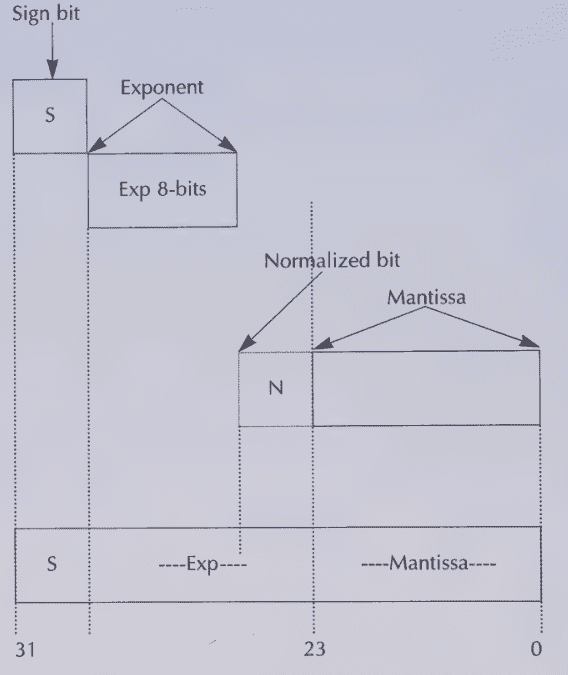 Sign bit
S
Exponent
Exp 8-bits
Normalized bit
Mantissa
N
S
----Exp----
----Mantissa----
31
23
0